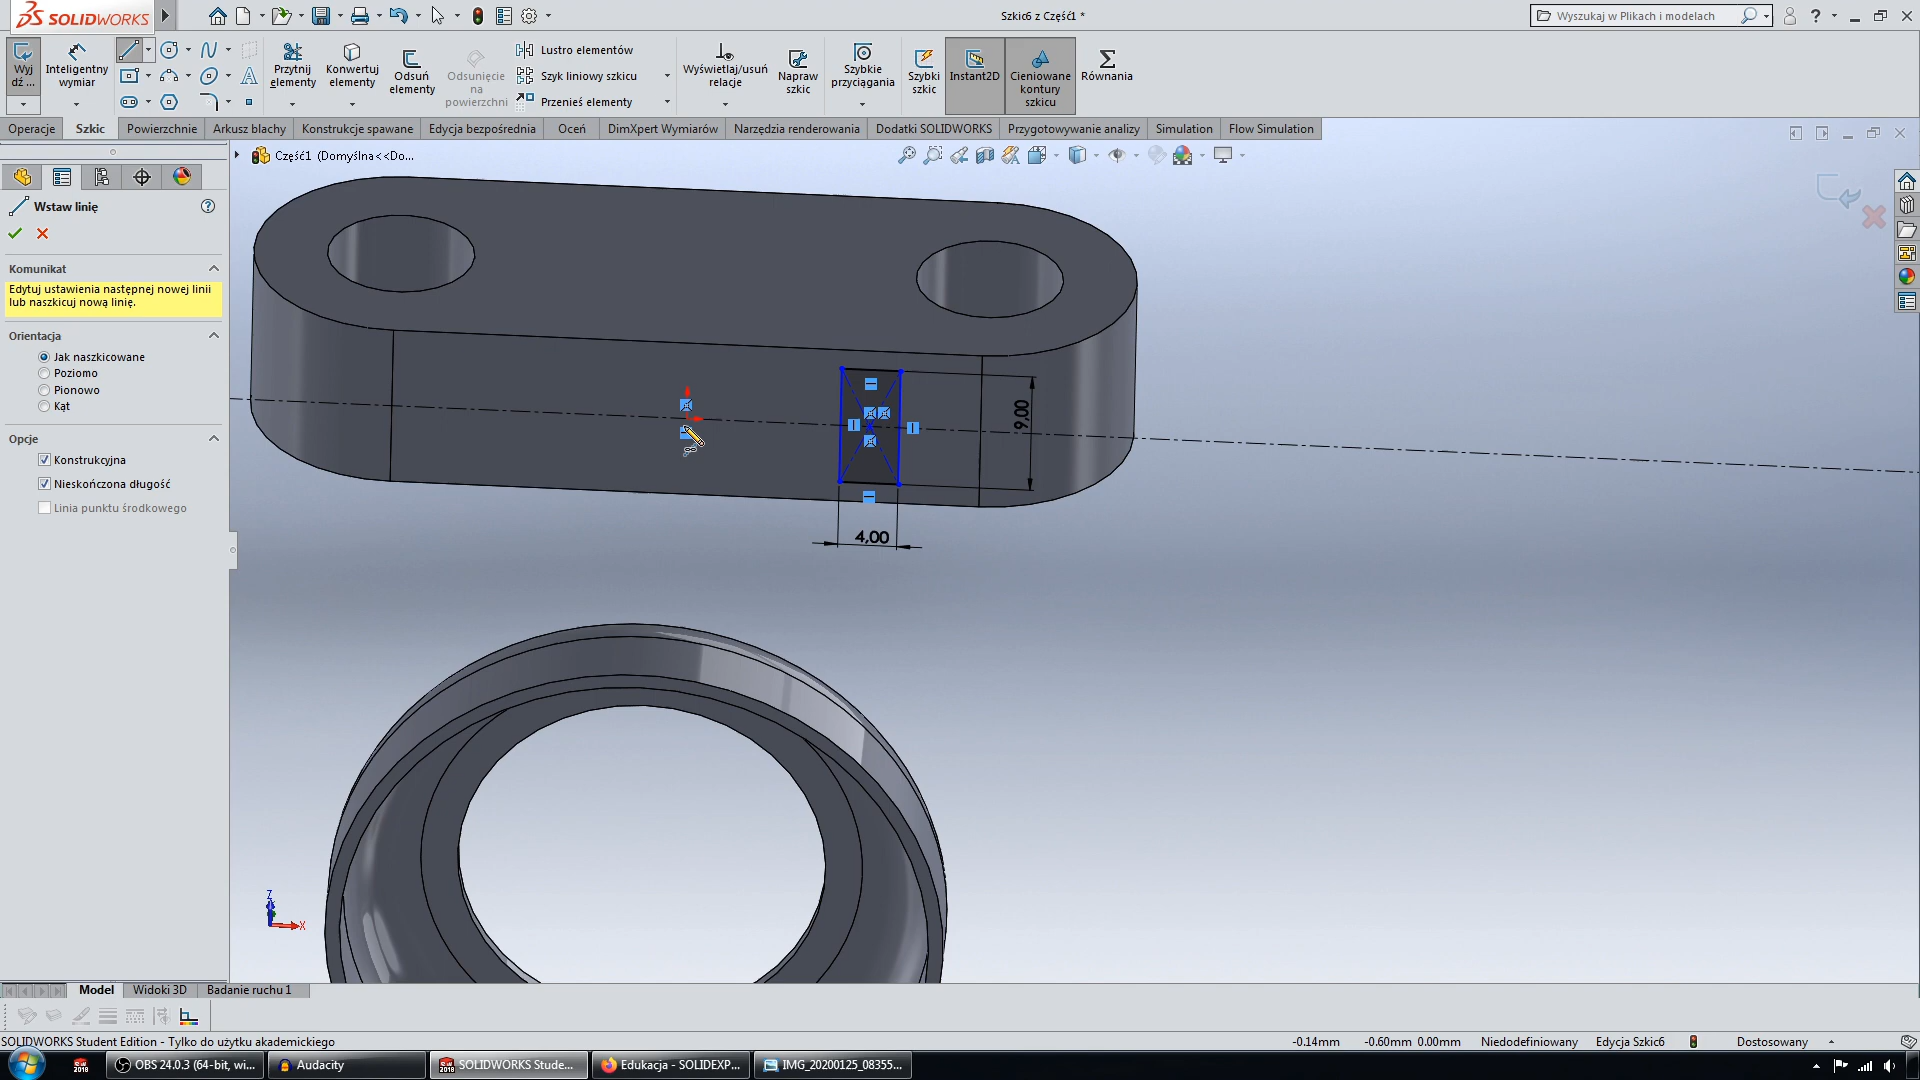 SOLIDWORKS
Szkic6 z Część1 *
Wyszukaj w Plikach i modelach
?
Wyj
dź ...
Inteligentny
wymiar
Przytnij
elementy
Konwertuj
elementy
Odsuń
elementy
Odsunięcie
na
powierzchni
Lustro elementów
Szyk liniowy szkicu
Przenieś elementy
Wyświetlaj/usuń
relacje
Napraw
szkic
Szybkie
przyciągania
Szybki
szkic
Instant2D
Cieniowane
kontury
szkicu
Równania
Operacje
Szkic
Powierzchnie
Arkusz blachy
Konstrukcje spawane
Edycja bezpośrednia
Oceń
DimXpert Wymiarów
Narzędzia renderowania
Dodatki SOLIDWORKS
Przygotowywanie analizy
Simulation
Flow Simulation
Część1 (Domyślna<<Do...
Wstaw linię
?
Komunikat
Edytuj ustawienia następnej nowej linii
lub naszkicuj nową linię.
Orientacja
Jak naszkicowane
Poziomo
Pionowo
Kąt
Opcje
Konstrukcyjna
Nieskończona długość
Linia punktu środkowego
9,00
4,00
Z
X
Model
Widoki 3D
Badanie ruchu 1
SOLIDWORKS Student Edition - Tylko do użytku akademickiego
-0.14mm
-0.60mm 0.00mm
Niedodefiniowany
Edycja Szkic6
Dostosowany
2018
OBS 24.0.3 (64-bit, wi...
Audacity
2018
SOLIDWORKS Stude...
Edukacja - SOLIDEXP...
IMG_20200125_08355...